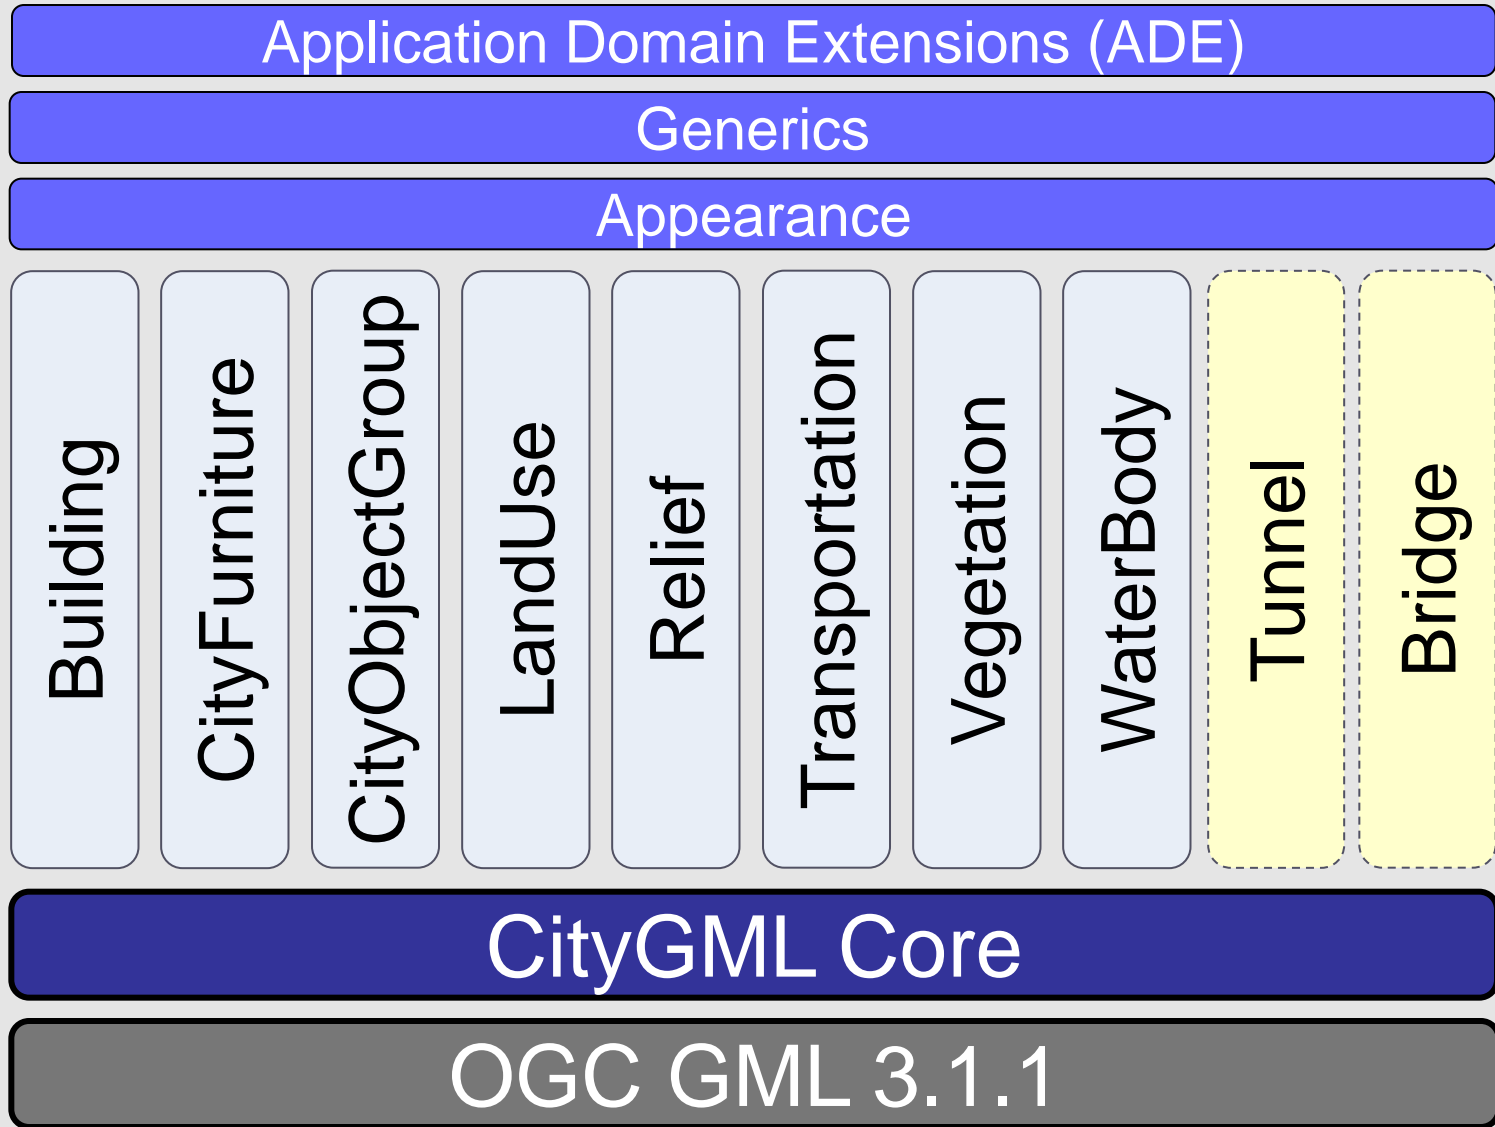 Application Domain Extensions (ADE)
Generics
Appearance
Building
CityFurniture
CityObjectGroup
LandUse
Relief
Transportation
Vegetation
WaterBody
Tunnel
Bridge
CityGML Core
OGC GML 3.1.1